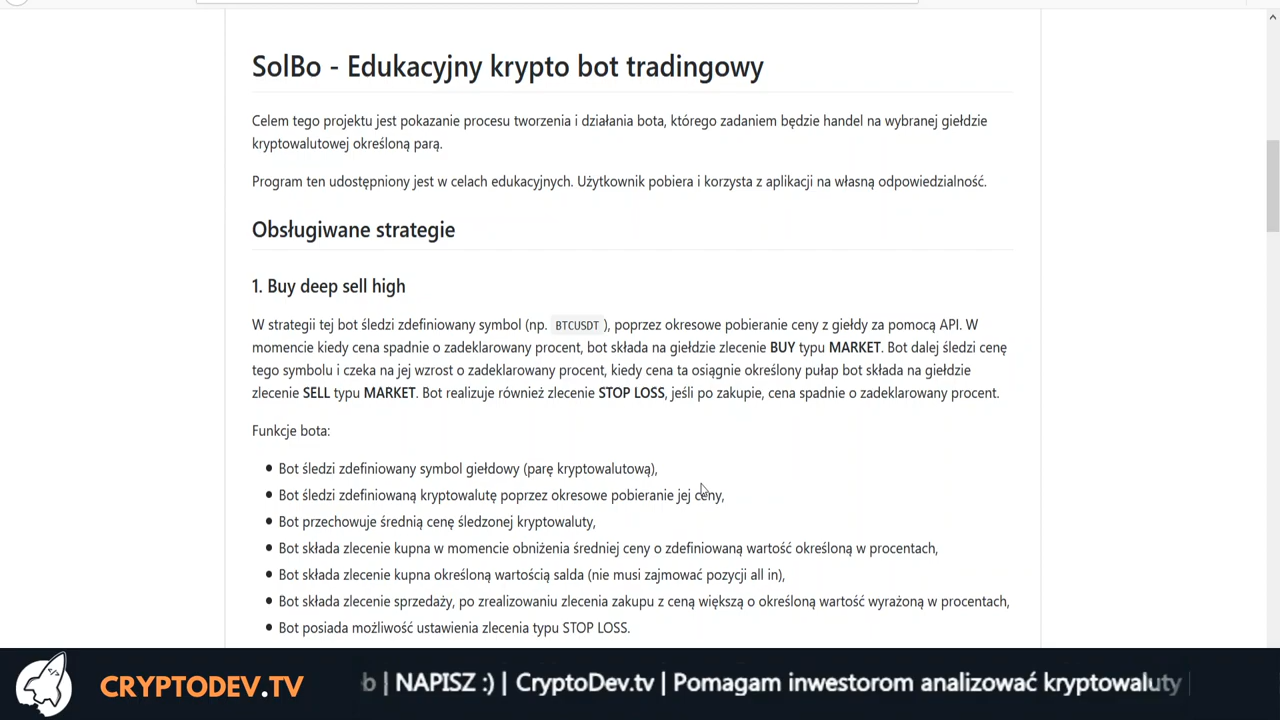 SolBo - Edukacyjny krypto bot tradingowy
Celem tego projektu jest pokazanie procesu tworzenia i działania bota, którego zadaniem będzie handel na wybranej giełdzie
kryptowalutowej określoną parą.
Program ten udostępniony jest w celach edukacyjnych. Użytkownik pobiera i korzysta z aplikacji na własną odpowiedzialność.
Obsługiwane strategie
1. Buy deep sell high
W strategii tej bot śledzi zdefiniowany symbol (np. BTCUSDT), poprzez okresowe pobieranie ceny z giełdy za pomocą API. W
momencie kiedy cena spadnie o zadeklarowany procent, bot składa na giełdzie zlecenie BUY typu MARKET. Bot dalej śledzi cenę
tego symbolu i czeka na jej wzrost o zadeklarowany procent, kiedy cena ta osiągnie określony pułap bot składa na giełdzie
zlecenie SELL typu MARKET. Bot realizuje również zlecenie STOP LOSS, jeśli po zakupie, cena spadnie o zadeklarowany procent.
Funkcje bota:
• Bot śledzi zdefiniowany symbol giełdowy (parę kryptowalutową),
• Bot śledzi zdefiniowaną kryptowalutę poprzez okresowe pobieranie jej ceny,
• Bot przechowuje średnią cenę śledzonej kryptowaluty,
• Bot składa zlecenie kupna w momencie obniżenia średniej ceny o zdefiniowaną wartość określoną w procentach,
• Bot składa zlecenie kupna określoną wartością salda (nie musi zajmować pozycji all in),
• Bot składa zlecenie sprzedaży, po zrealizowaniu zlecenia zakupu z ceną większą o określoną wartość wyrażoną w procentach,
• Bot posiada możliwość ustawienia zlecenia typu STOP LOSS.
CRYPTODEV.TV
b | NAPISZ :) | CryptoDev.tv | Pomagam inwestorom analizować kryptowaluty |